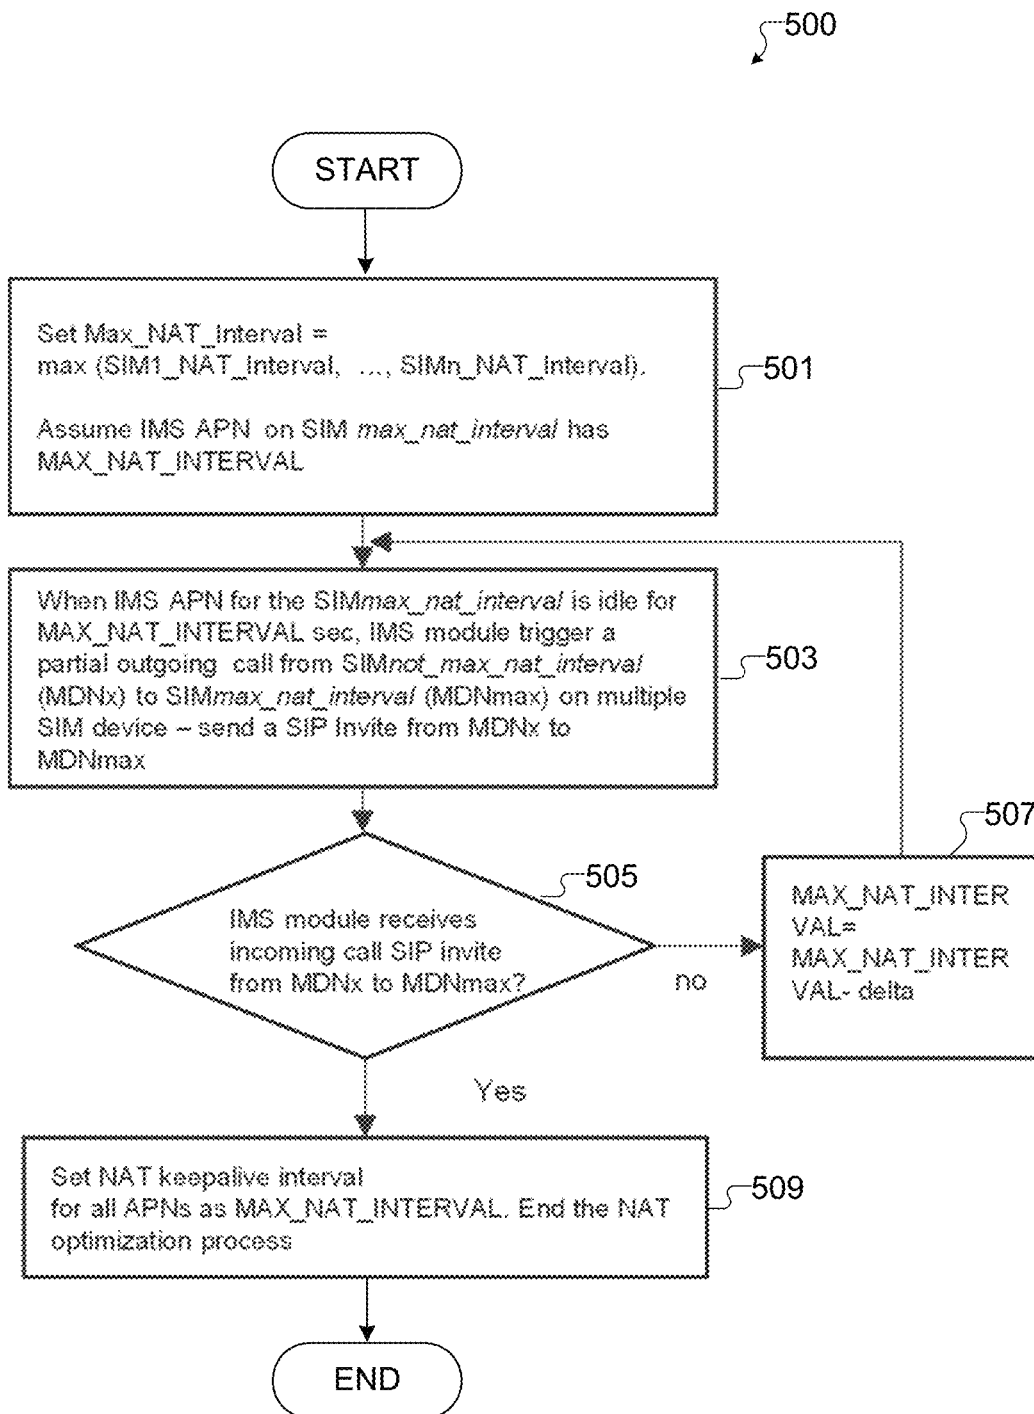 500
START
Set Max_NAT_Interval =
max (SIM1_NAT_Interval, ..., SIMn_NAT_Interval).
501
Assume IMS APN on SIM max_nat_interval has
MAX_NAT_INTERVAL
When IMS APN for the SIMmax_nat_interval is idle for
MAX_NAT_INTERVAL sec, IMS module trigger a
partial outgoing call from SIMnot_max_nat_interval
(MDNx) to SIMmax_nat_interval (MDNmax) on multiple
SIM device – send a SIP Invite from MDNx to
MDNmax
503
IMS module receives
incoming call SIP invite
from MDNx to MDNmax?
505
no
507
MAX_NAT_INTER
VAL=
MAX_NAT_INTER
VAL- delta
Yes
Set NAT keepalive interval
for all APNs as MAX_NAT_INTERVAL. End the NAT
optimization process
509
END